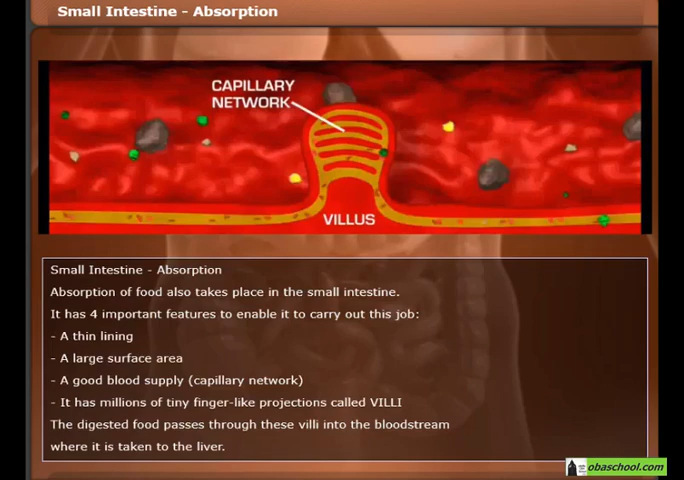 Small Intestine - Absorption
CAPILLARY
NETWORK
VILLUS
Small Intestine - Absorption
Absorption of food also takes place in the small intestine.
It has 4 important features to enable it to carry out this job:
- A thin lining
- A large surface area
- A good blood supply (capillary network)
- It has millions of tiny finger-like projections called VILLI
The digested food passes through these villi into the bloodstream
where it is taken to the liver.
obaschool.com